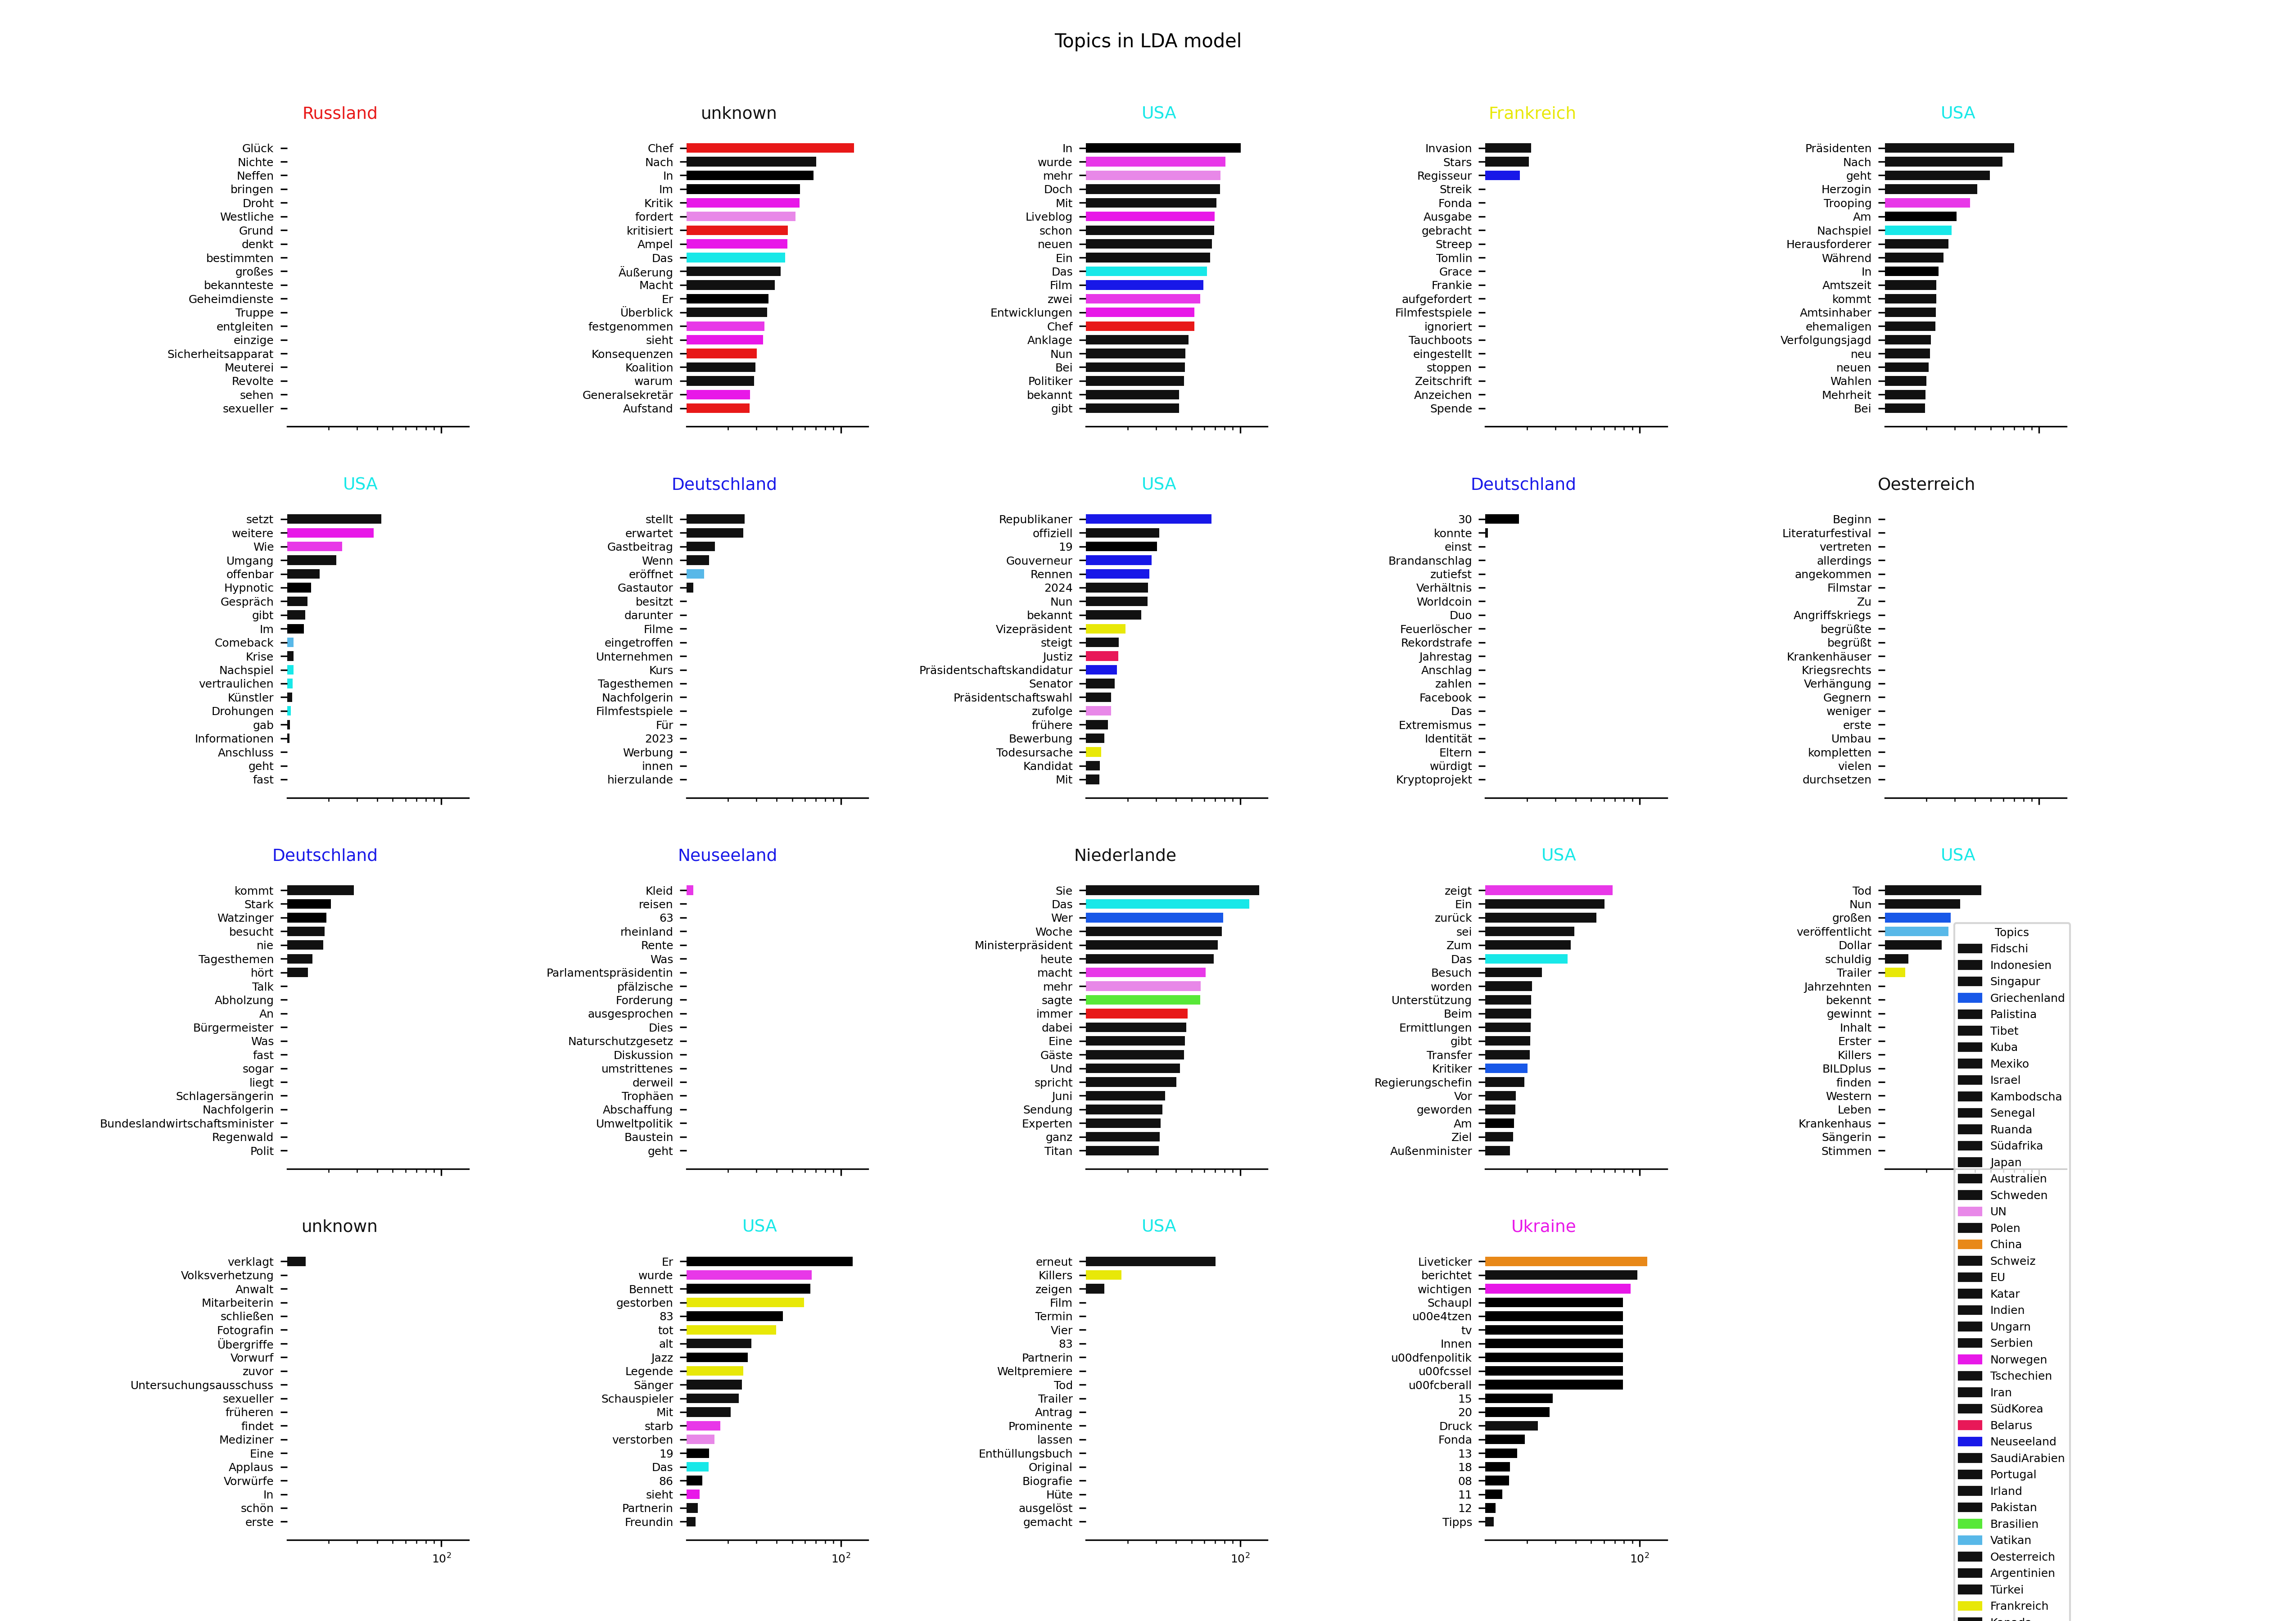 Topics in LDA model
Russland
Glück
Nichte
Neffen
bringen
Droht
Westliche
Grund
denkt
bestimmten
großes
bekannteste
Geheimdienste
Truppe
entgleiten
einzige
Sicherheitsapparat
Meuterei
Revolte
sehen
sexueller
unknown
Chef
Nach
In
Im
Kritik
fordert
kritisiert
Ampel
Das
Äußerung
Macht
Er
Überblick
festgenommen
sieht
Konsequenzen
Koalition
warum
Generalsekretär
Aufstand
USA
In
wurde
mehr
Doch
Mit
Liveblog
schon
neuen
Ein
Das
Film
zwei
Entwicklungen
Chef
Anklage
Nun
Bei
Politiker
bekannt
gibt
Frankreich
Invasion
Stars
Regisseur
Streik
Fonda
Ausgabe
gebracht
Streep
Tomlin
Grace
Frankie
aufgefordert
Filmfestspiele
ignoriert
Tauchboots
eingestellt
stoppen
Zeitschrift
Anzeichen
Spende
USA
Präsidenten
Nach
geht
Herzogin
Trooping
Am
Nachspiel
Herausforderer
Während
In
Amtszeit
kommt
Amtsinhaber
ehemaligen
Verfolgungsjagd
neu
neuen
Wahlen
Mehrheit
Bei
USA
setzt
weitere
Wie
Umgang
offenbar
Hypnotic
Gespräch
gibt
Im
Comeback
Krise
Nachspiel
vertraulichen
Künstler
Drohungen
gab
Informationen
Anschluss
geht
fast
Deutschland
stellt
erwartet
Gastbeitrag
Wenn
eröffnet
Gastautor
besitzt
darunter
Filme
eingetroffen
Unternehmen
Kurs
Tagesthemen
Nachfolgerin
Filmfestspiele
Für
2023
Werbung
innen
hierzulande
USA
Republikaner
offiziell
19
Gouverneur
Rennen
2024
Nun
bekannt
Vizepräsident
steigt
Justiz
Präsidentschaftskandidatur
Senator
Präsidentschaftswahl
zufolge
frühere
Bewerbung
Todesursache
Kandidat
Mit
Deutschland
30
konnte
einst
Brandanschlag
zutiefst
Verhältnis
Worldcoin
Duo
Feuerlöscher
Rekordstrafe
Jahrestag
Anschlag
zahlen
Facebook
Das
Extremismus
Identität
Eltern
würdigt
Kryptoprojekt
Oesterreich
Beginn
Literaturfestival
vertreten
allerdings
angekommen
Filmstar
Zu
Angriffskriegs
begrüßte
begrüßt
Krankenhäuser
Kriegsrechts
Verhängung
Gegnern
weniger
erste
Umbau
kompletten
vielen
durchsetzen
Deutschland
kommt
Stark
Watzinger
besucht
nie
Tagesthemen
hört
Talk
Abholzung
An
Bürgermeister
Was
fast
sogar
liegt
Schlagersängerin
Nachfolgerin
Bundeslandwirtschaftsminister
Regenwald
Polit
Neuseeland
Kleid
reisen
63
rheinland
Rente
Was
Parlamentspräsidentin
pfälzische
Forderung
ausgesprochen
Dies
Naturschutzgesetz
Diskussion
umstrittenes
derweil
Trophäen
Abschaffung
Umweltpolitik
Baustein
geht
Niederlande
Sie
Das
Wer
Woche
Ministerpräsident
heute
macht
mehr
sagte
immer
dabei
Eine
Gäste
Und
spricht
Juni
Sendung
Experten
ganz
Titan
USA
zeigt
Ein
zurück
sei
Zum
Das
Besuch
worden
Unterstützung
Beim
Ermittlungen
gibt
Transfer
Kritiker
Regierungschefin
Vor
geworden
Am
Ziel
Außenminister
USA
Tod
Nun
großen
veröffentlicht
Dollar
schuldig
Trailer
Jahrzehnten
bekennt
gewinnt
Inhalt
Erster
Killers
BILDplus
finden
Western
Leben
Krankenhaus
Sängerin
Stimmen
unknown
verklagt
Volksverhetzung
Anwalt
Mitarbeiterin
schließen
Fotografin
Übergriffe
Vorwurf
zuvor
Untersuchungsausschuss
sexueller
früheren
findet
Mediziner
Eine
Applaus
Vorwürfe
In
schön
erste
10²
USA
Er
wurde
Bennett
gestorben
83
tot
alt
Jazz
Legende
Sänger
Schauspieler
Mit
starb
verstorben
19
Das
86
sieht
Partnerin
Freundin
10²
USA
erneut
Killers
zeigen
Film
Termin
Vier
83
Partnerin
Weltpremiere
Tod
Trailer
Antrag
Prominente
lassen
Enthüllungsbuch
Original
Biografie
Hüte
ausgelöst
gemacht
10²
Ukraine
Liveticker
berichtet
wichtigen
Schaupl
u00e4tzen
tv
Innen
u00dfenpolitik
u00fcssel
u00fcberall
15
20
Druck
Fonda
13
18
08
11
12
Tipps
10²
Topics
Fidschi
Indonesien
Singapur
Griechenland
Palistina
Tibet
Kuba
Mexiko
Israel
Kambodscha
Senegal
Ruanda
Südafrika
Japan
Australien
Schweden
UN
Polen
China
Schweiz
EU
Katar
Indien
Ungarn
Serbien
Norwegen
Tschechien
Iran
SüdKorea
Belarus
Neuseeland
SaudiArabien
Portugal
Irland
Pakistan
Brasilien
Vatikan
Oesterreich
Argentinien
Türkei
Frankreich